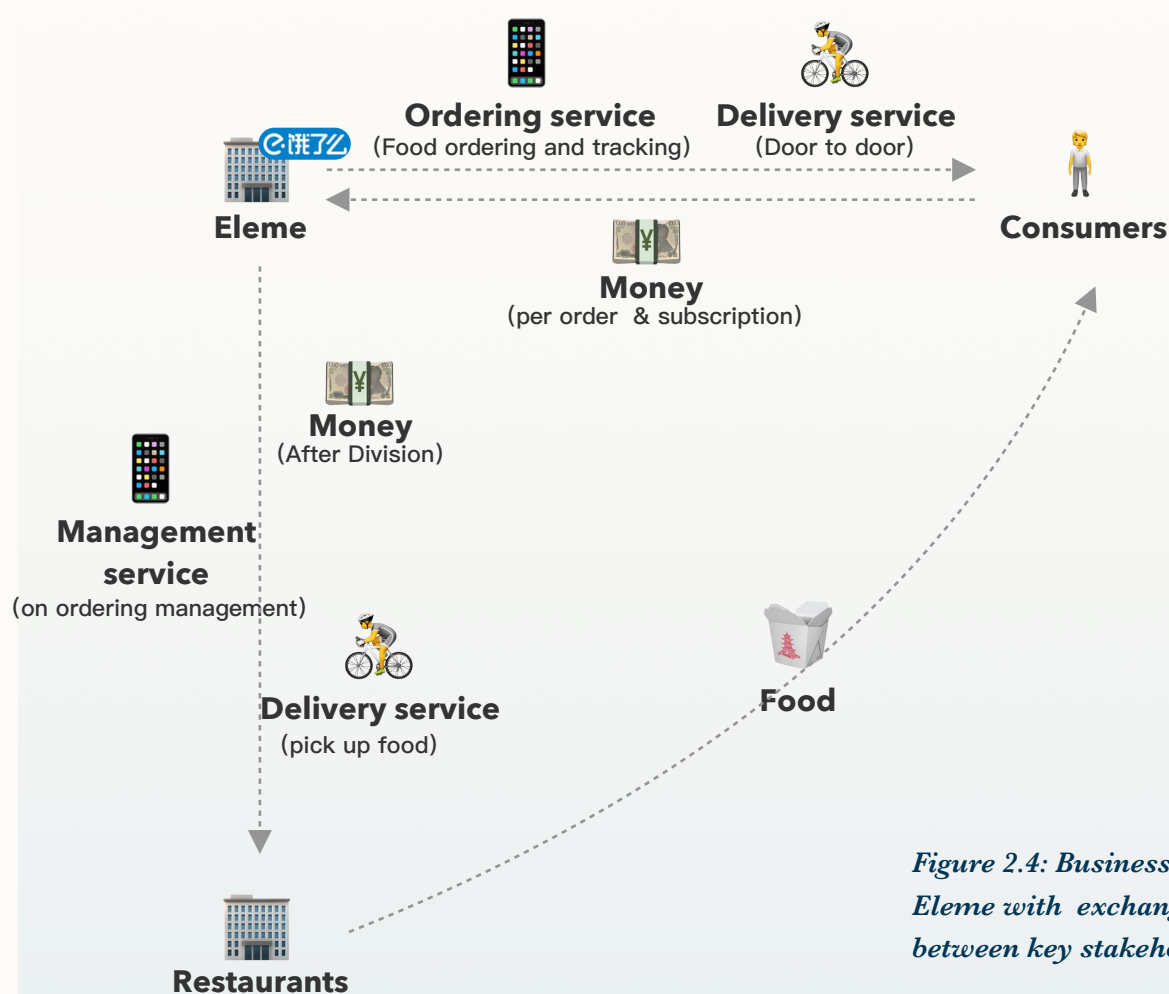 Ordering service
(Food ordering and tracking)
Delivery service
(Door to door)
饿了么
Eleme
Consumers
¥
Money
(per order & subscription)
¥
Money
(After Division)
Management
service
(on ordering management)
Delivery service
(pick up food)
Food
Restaurants
Figure 2.4: Business
Eleme with exchan
between key stakeho